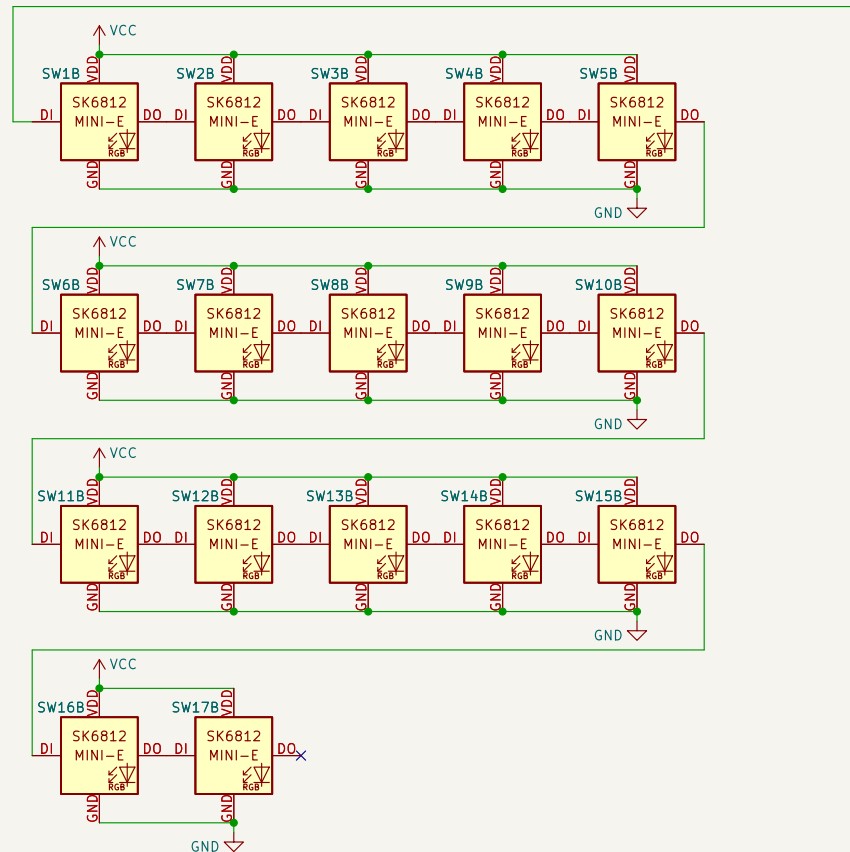 VCC
SW1B VDD SW2B VDD SW3B VDD SW4B VDD SW5B VDD
SK6812 SK6812 SK6812 SK6812 SK6812
DI MINI-E DO DI MINI-E DO DI MINI-E DO DI MINI-E DO DI MINI-E DO
RGB RGB RGB RGB RGB
GND GND GND GND GND
GND
VCC
SW6B VDD SW7B VDD SW8B VDD SW9B VDD SW10B VDD
SK6812 SK6812 SK6812 SK6812 SK6812
DI MINI-E DO DI MINI-E DO DI MINI-E DO DI MINI-E DO DI MINI-E DO
RGB RGB RGB RGB RGB
GND GND GND GND GND
GND
VCC
SW11B VDD SW12B VDD SW13B VDD SW14B VDD SW15B VDD
SK6812 SK6812 SK6812 SK6812 SK6812
DI MINI-E DO DI MINI-E DO DI MINI-E DO DI MINI-E DO DI MINI-E DO
RGB RGB RGB RGB RGB
GND GND GND GND GND
GND
VCC
SW16B VDD SW17B VDD
SK6812 SK6812
DI MINI-E DO DI MINI-E DO
RGB RGB
GND GND
GND